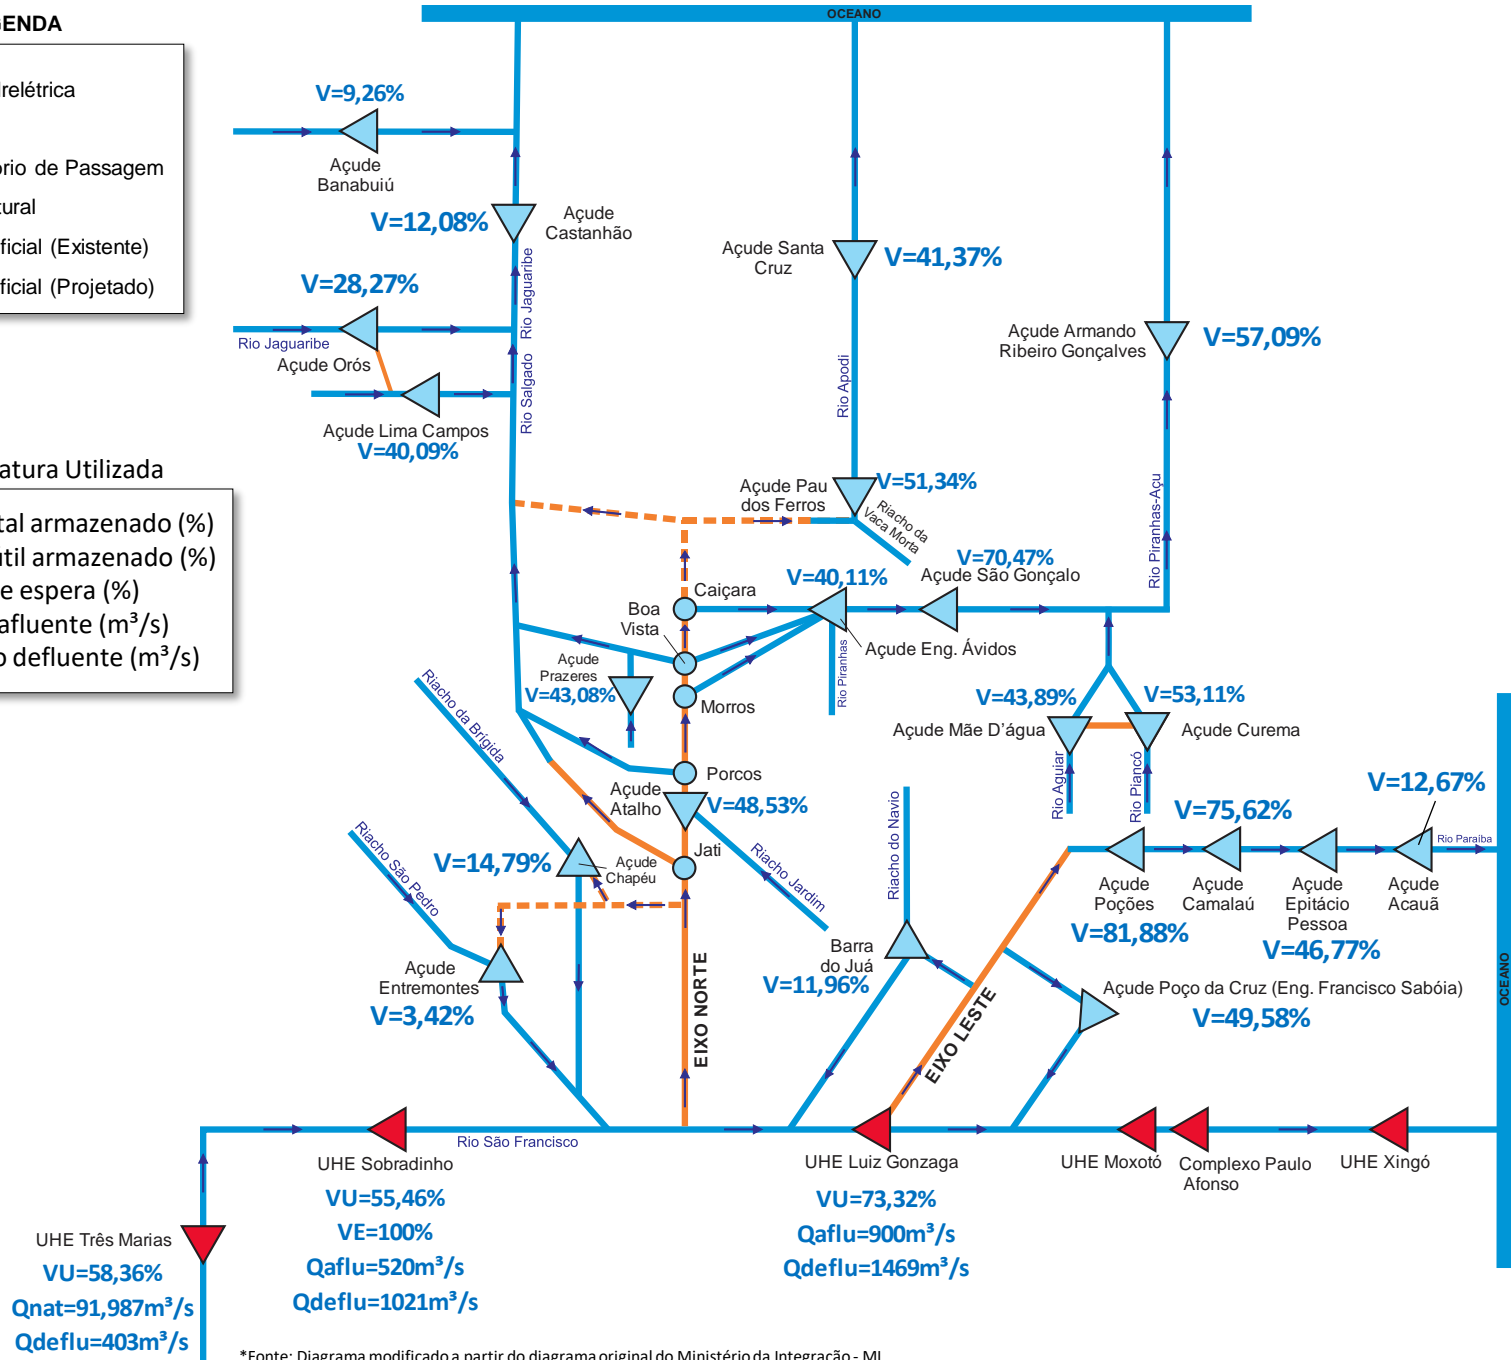 OCEANO
GENDA
drelétrica
ório de Passagem
tural
ificial (Existente)
ificial (Projetado)
V=9,26%
Açude
Banabuiú
V=12,08%
Açude
Castanhão
V=28,27%
Rio Jaguaribe
Rio Jaguaribe
Açude Orós
Rio Salgado
Açude Lima Campos
V=40,09%
Açude Santa
Cruz
V=41,37%
Rio Apodi
Açude Armando
Ribeiro Gonçalves
V=57,09%
Rio Piranhas-Açu
atura Utilizada
tal armazenado (%)
útil armazenado (%)
e espera (%)
afluente (m³/s)
o defluente (m³/s)
Açude Pau
dos Ferros
V=51,34%
Riacho da
Vaca Morta
V=70,47%
Açude São Gonçalo
V=40,11%
Caiçara
Boa
Vista
Açude Eng. Ávidos
Rio Piranhas
Açude
Prazeres
V=43,08%
Morros
Riacho da Brígida
V=43,89%
Açude Mãe D’água
V=53,11%
Açude Curema
Rio Aguiar
Rio Piancó
Porcos
Açude
Atalho
V=48,53%
Jati
Riacho Jardim
Riacho do Navio
V=14,79%
Açude
Chapéu
Riacho São Pedro
V=12,67%
V=75,62%
Rio Paraíba
Açude
Poções
V=81,88%
Açude
Camalaú
Açude
Epitácio
Pessoa
V=46,77%
Açude
Acauã
Açude
Entremontes
V=3,42%
EIXO NORTE
Barra
do Juá
V=11,96%
EIXO LESTE
Açude Poço da Cruz (Eng. Francisco Sabóia)
V=49,58%
OCEANO
Rio São Francisco
UHE Sobradinho
VU=55,46%
VE=100%
Qaflu=520m³/s
Qdeflu=1021m³/s
UHE Luiz Gonzaga
VU=73,32%
Qaflu=900m³/s
Qdeflu=1469m³/s
UHE Moxotó
Complexo Paulo
Afonso
UHE Xingó
UHE Três Marias
VU=58,36%
Qnat=91,987m³/s
Qdeflu=403m³/s
*Fonte: Diagrama modificado a partir do diagrama original do Ministério da Integração - MI